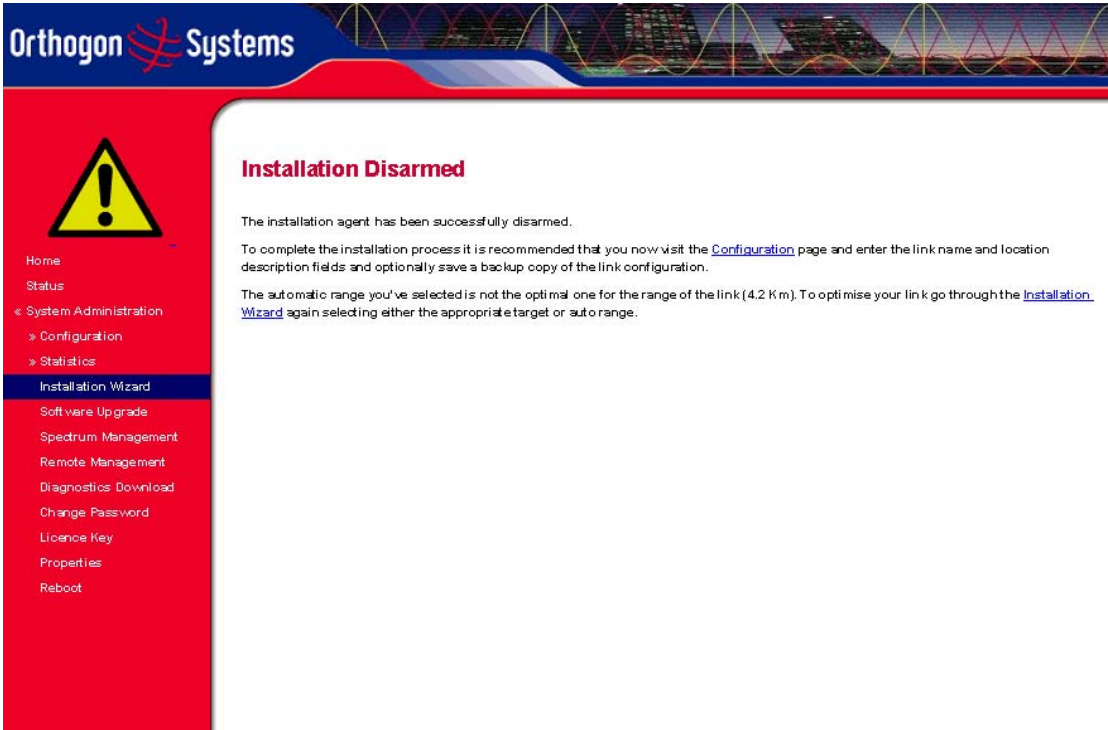 Orthogon Systems
Installation Disarmed
The installation agent has been successfully disarmed.
To complete the installation process it is recommended that you now visit the Configuration page and enter the link name and location
description fields and optionally save a backup copy of the link configuration.
The automatic range you've selected is not the optimal one for the range of the link (4.2 Km). To optimise your link go through the Installation
Wizard again selecting either the appropriate target or auto range.
Home
Status
« System Administration
» Configuration
» Statistics
Installation Wizard
Software Upgrade
Spectrum Management
Remote Management
Diagnostics Download
Change Password
Licence Key
Properties
Reboot